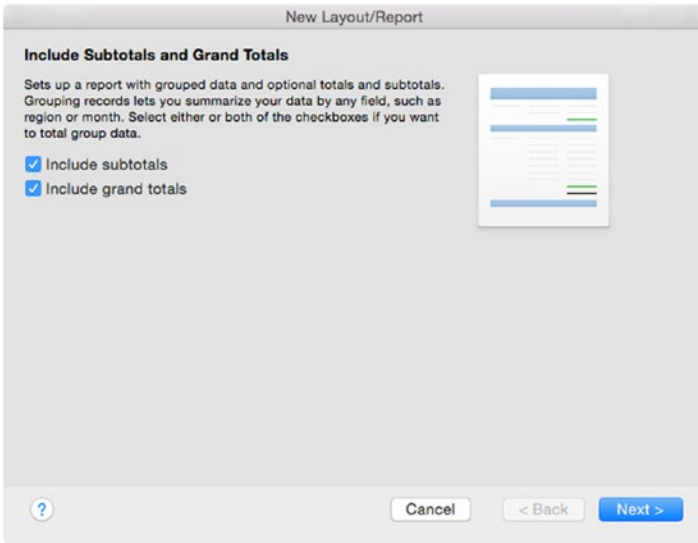 New Layout/Report
Include Subtotals and Grand Totals
Sets up a report with grouped data and optional totals and subtotals.
Grouping records lets you summarize your data by any field, such as
region or month. Select either or both of the checkboxes if you want
to total group data.
Include subtotals
Include grand totals
?
Cancel
< Back
Next >